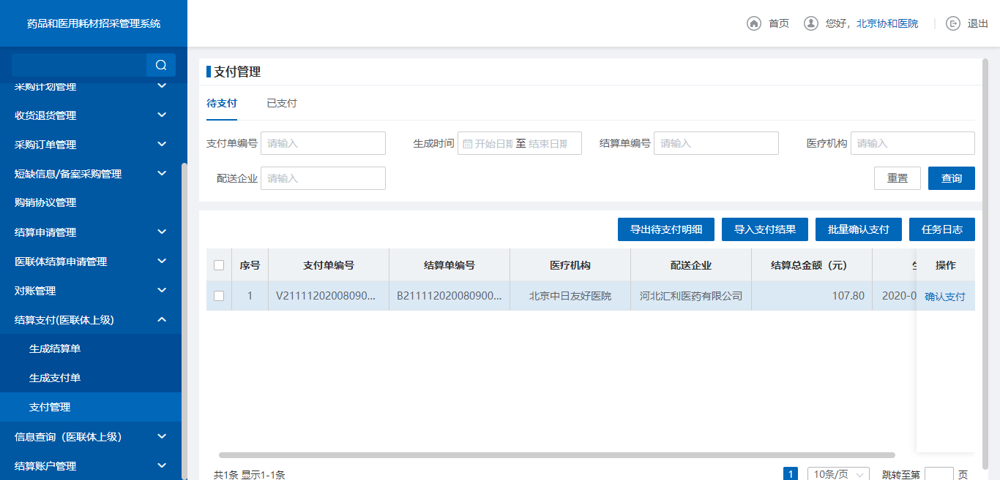 药品和医用耗材招采管理系统
首页 您好，北京协和医院 退出
采购计划管理
收货退货管理
采购订单管理
短缺信息/备案采购管理
购销协议管理
结算申请管理
医联体结算申请管理
对账管理
结算支付(医联体上级)
生成结算单
生成支付单
支付管理
信息查询（医联体上级）
结算账户管理
支付管理
待支付 已支付
支付单编号 请输入 生成时间 开始日期 至 结束日期 结算单编号 请输入 医疗机构 请输入
配送企业 请输入 重置 查询
导出待支付明细 导入支付结果 批量确认支付 任务日志
序号 支付单编号 结算单编号 医疗机构 配送企业 结算总金额（元） 操作
1 V21111202008090... B211112020080900... 北京中日友好医院 河北汇利医药有限公司 107.80 2020-0 确认支付
共1条 显示1-1条 1 10条/页 跳转至第 页